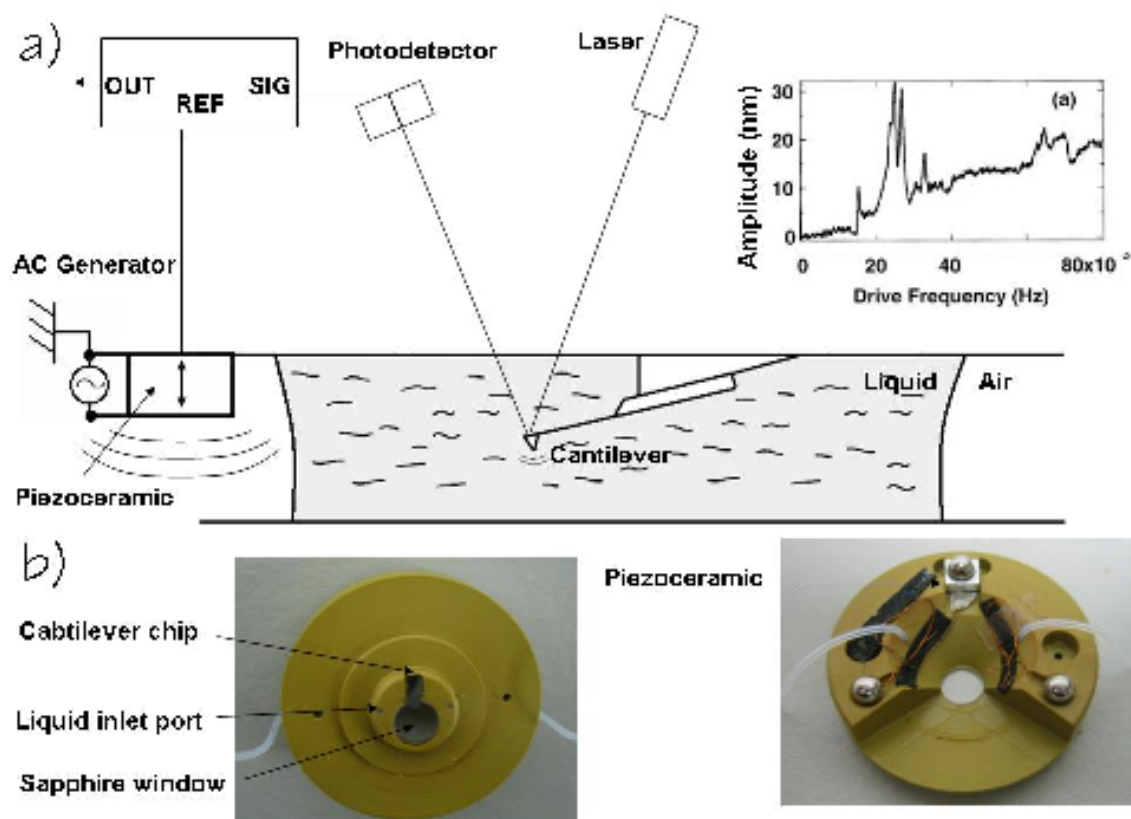 a)
OUT
REF
SIG
Photodetector
Laser
(a)
Amplitude (nm)
30
20
10
0
0
20
40
80x10
Drive Frequency (Hz)
AC Generator
Liquid
Air
Cantilever
Piezoceramic
b)
Piezoceramic
Cabtilever chip
Liquid inlet port
Sapphire window